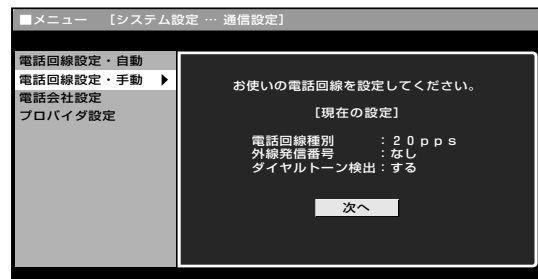 ■メニュー [システム設定 … 通信設定]
電話回線設定・自動
電話回線設定・手動 ▶
電話会社設定
プロバイダ設定
お使いの電話回線を設定してください。
[現在の設定]
電話回線種別 ：２０ｐｐｓ
外線発信番号 ：なし
ダイヤルトーン検出：する
次へ